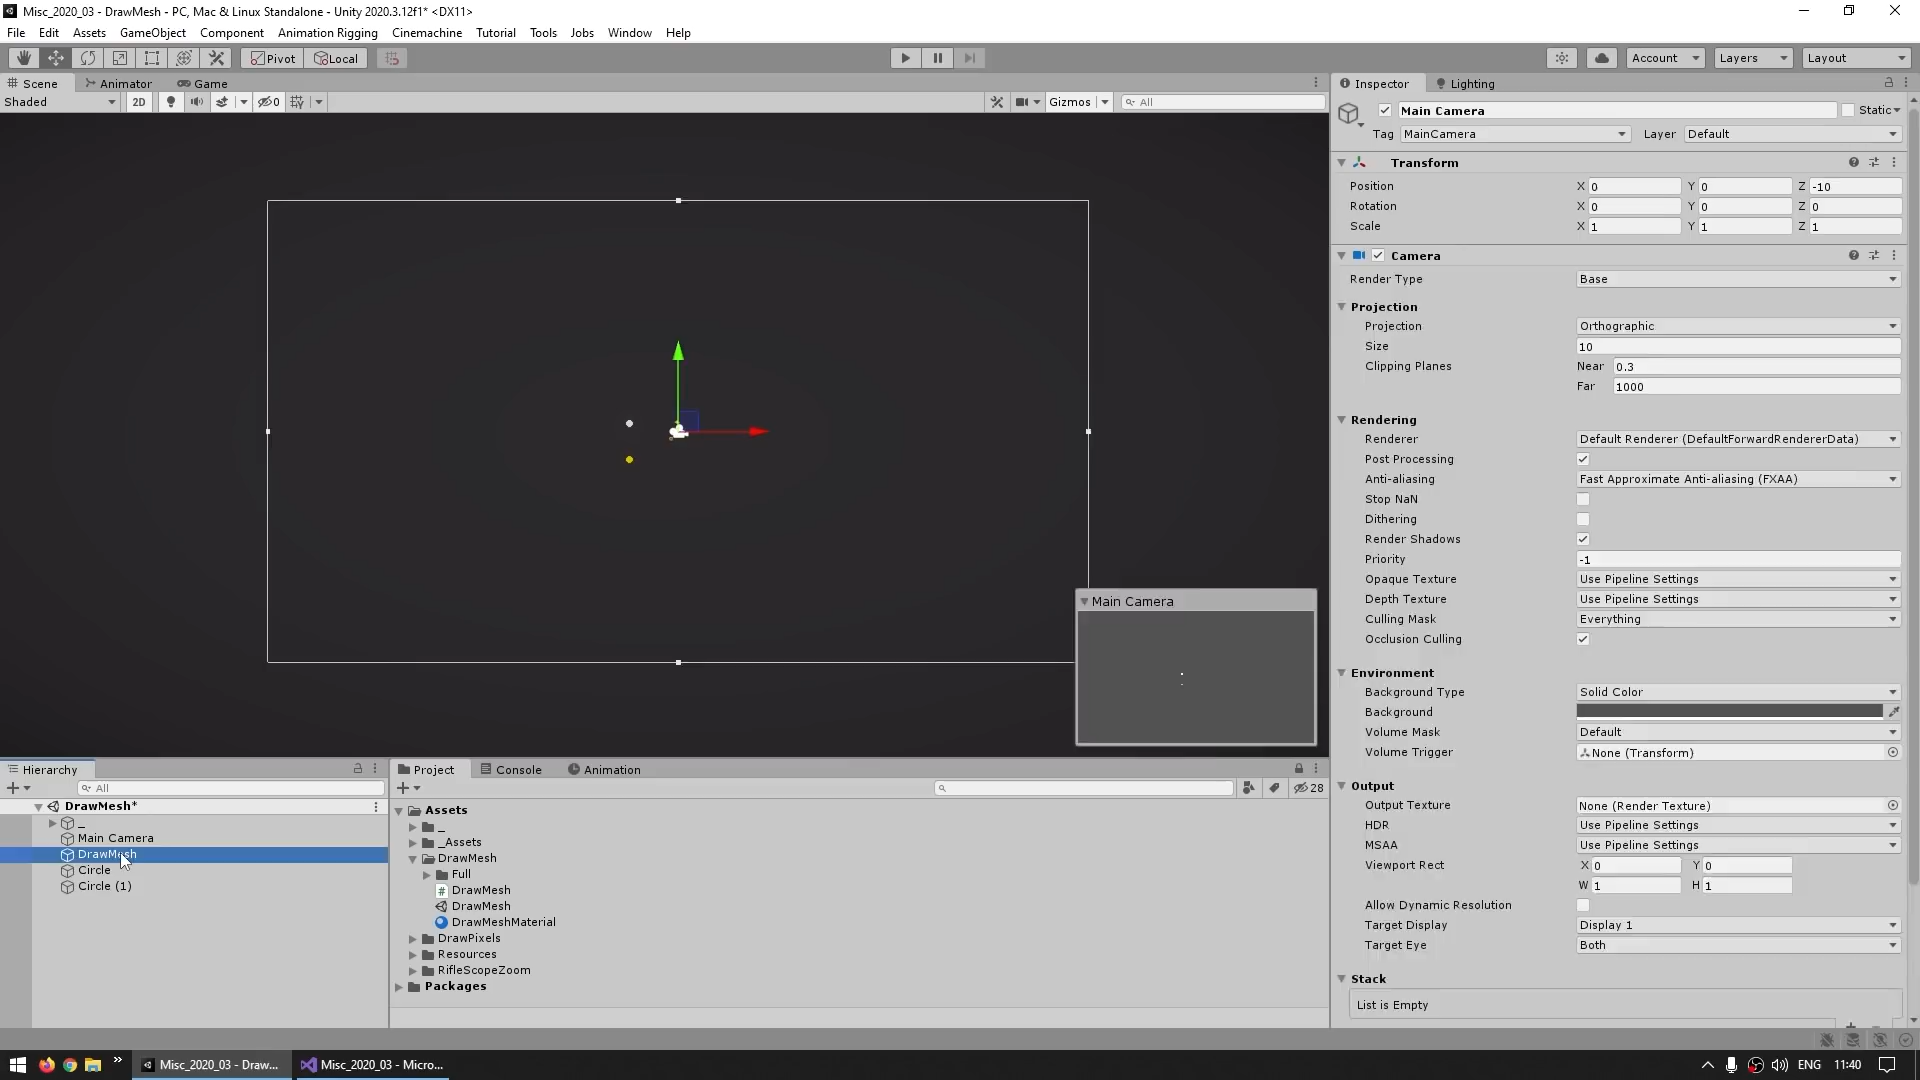 Misc_2020_03 - DrawMesh - PC, Mac & Linux Standalone - Unity 2020.3.12f1* <DX11>
File Edit Assets GameObject Component Animation Rigging Cinemachine Tutorial Tools Jobs Window Help
Pivot Local Account Layers Layout
Scene Animator Game
Shaded 2D 0 Gizmos All
Main Camera
Hierarchy
All
DrawMesh*
_
Main Camera
DrawMesh
Circle
Circle (1)
Project Console Animation
28
Assets
_
_Assets
DrawMesh
Full
DrawMesh
DrawMesh
DrawMeshMaterial
DrawPixels
Resources
RifleScopeZoom
Packages
Inspector Lighting
Main Camera Static
Tag MainCamera Layer Default
Transform
Position X 0 Y 0 Z -10
Rotation X 0 Y 0 Z 0
Scale X 1 Y 1 Z 1
Camera
Render Type Base
Projection
Projection Orthographic
Size 10
Clipping Planes Near 0.3
Far 1000
Rendering
Renderer Default Renderer (DefaultForwardRendererData)
Post Processing
Anti-aliasing Fast Approximate Anti-aliasing (FXAA)
Stop NaN
Dithering
Render Shadows
Priority -1
Opaque Texture Use Pipeline Settings
Depth Texture Use Pipeline Settings
Culling Mask Everything
Occlusion Culling
Environment
Background Type Solid Color
Background
Volume Mask Default
Volume Trigger None (Transform)
Output
Output Texture None (Render Texture)
HDR Use Pipeline Settings
MSAA Use Pipeline Settings
Viewport Rect X 0 Y 0
W 1 H 1
Allow Dynamic Resolution
Target Display Display 1
Target Eye Both
Stack
List is Empty
Misc_2020_03 - Draw... Misc_2020_03 - Micro... ENG 11:40